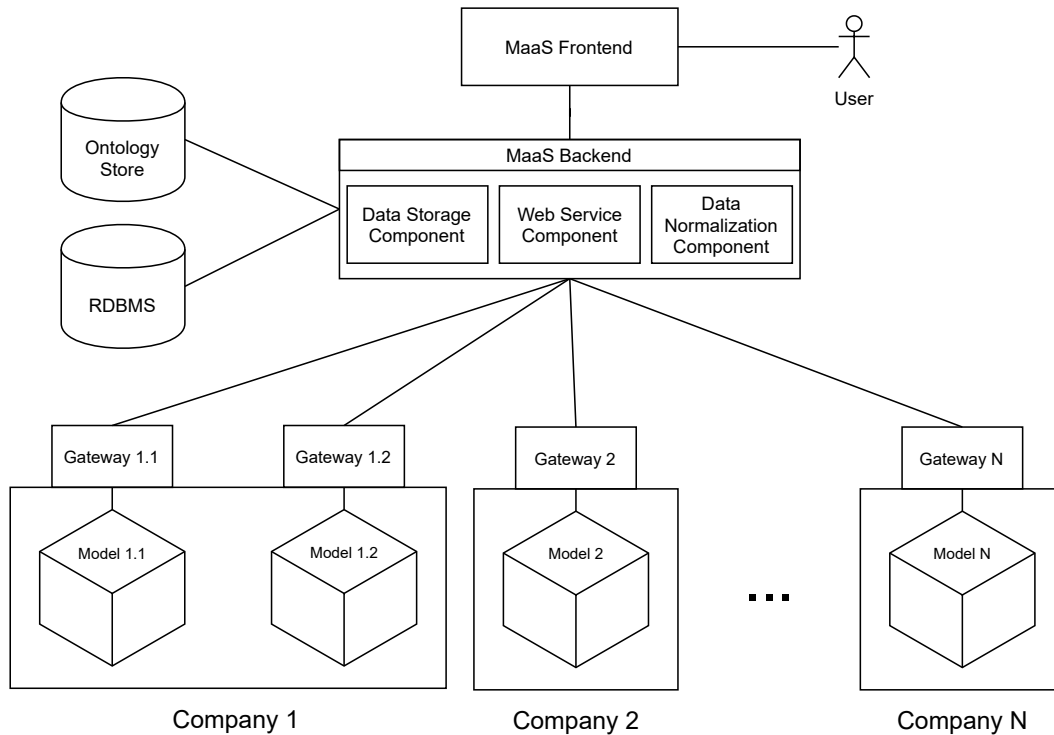 MaaS Frontend
User
Ontology
Store
MaaS Backend
Data Storage
Component
Web Service
Component
Data
Normalization
Component
RDBMS
Gateway 1.1
Gateway 1.2
Gateway 2
Gateway N
Model 1.1
Model 1.2
Model 2
Model N
...
Company 1
Company 2
Company N